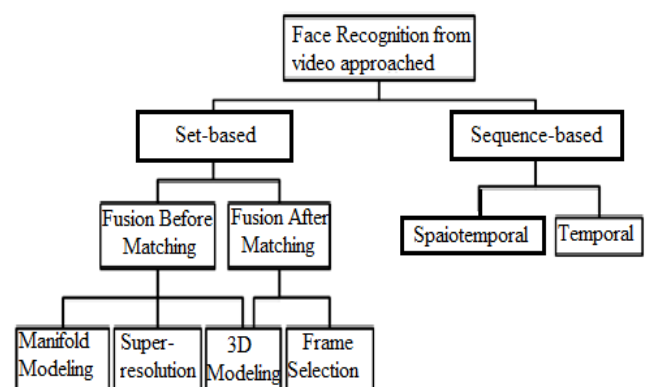 Face Recognition from
video approached
Set-based
Sequence-based
Fusion Before
Matching
Fusion After
Matching
Spaiotemporal
Temporal
Manifold
Modeling
Super-
resolution
3D
Modeling
Frame
Selection